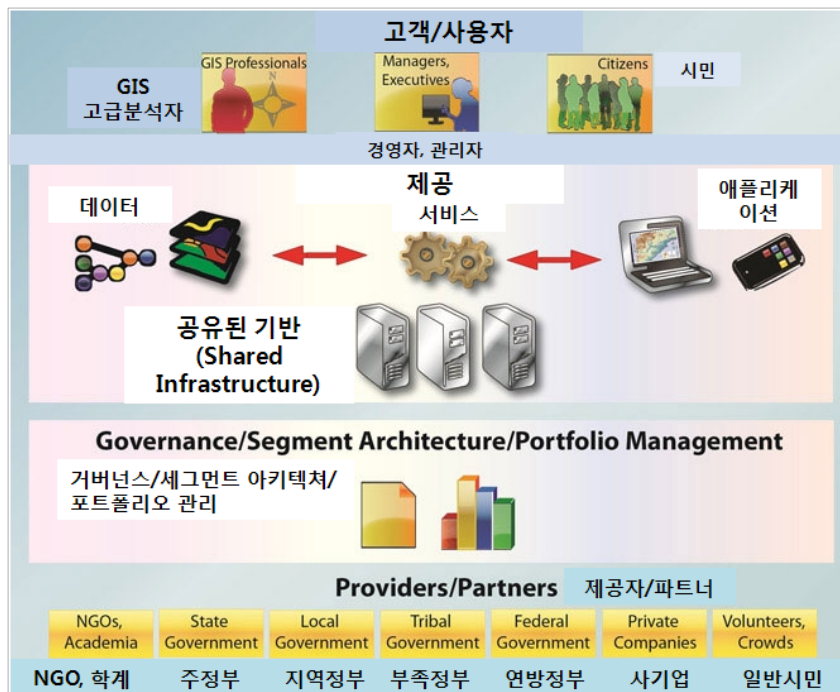 고객/사용자
GIS Professionals
N
Managers,
Executives
Citizens
시민
GIS
고급분석자
경영자, 관리자
제공
데이터
서비스
애플리케
이션
공유된 기반
(Shared
Infrastructure)
Governance/Segment Architecture/Portfolio Management
거버넌스/세그먼트 아키텍쳐/
포트폴리오 관리
Providers/Partners
제공자/파트너
NGOs,
Academia
State
Government
Local
Government
Tribal
Government
Federal
Government
Private
Companies
Volunteers,
Crowds
NGO, 학계
주정부
지역정부
부족정부
연방정부
사기업
일반시민